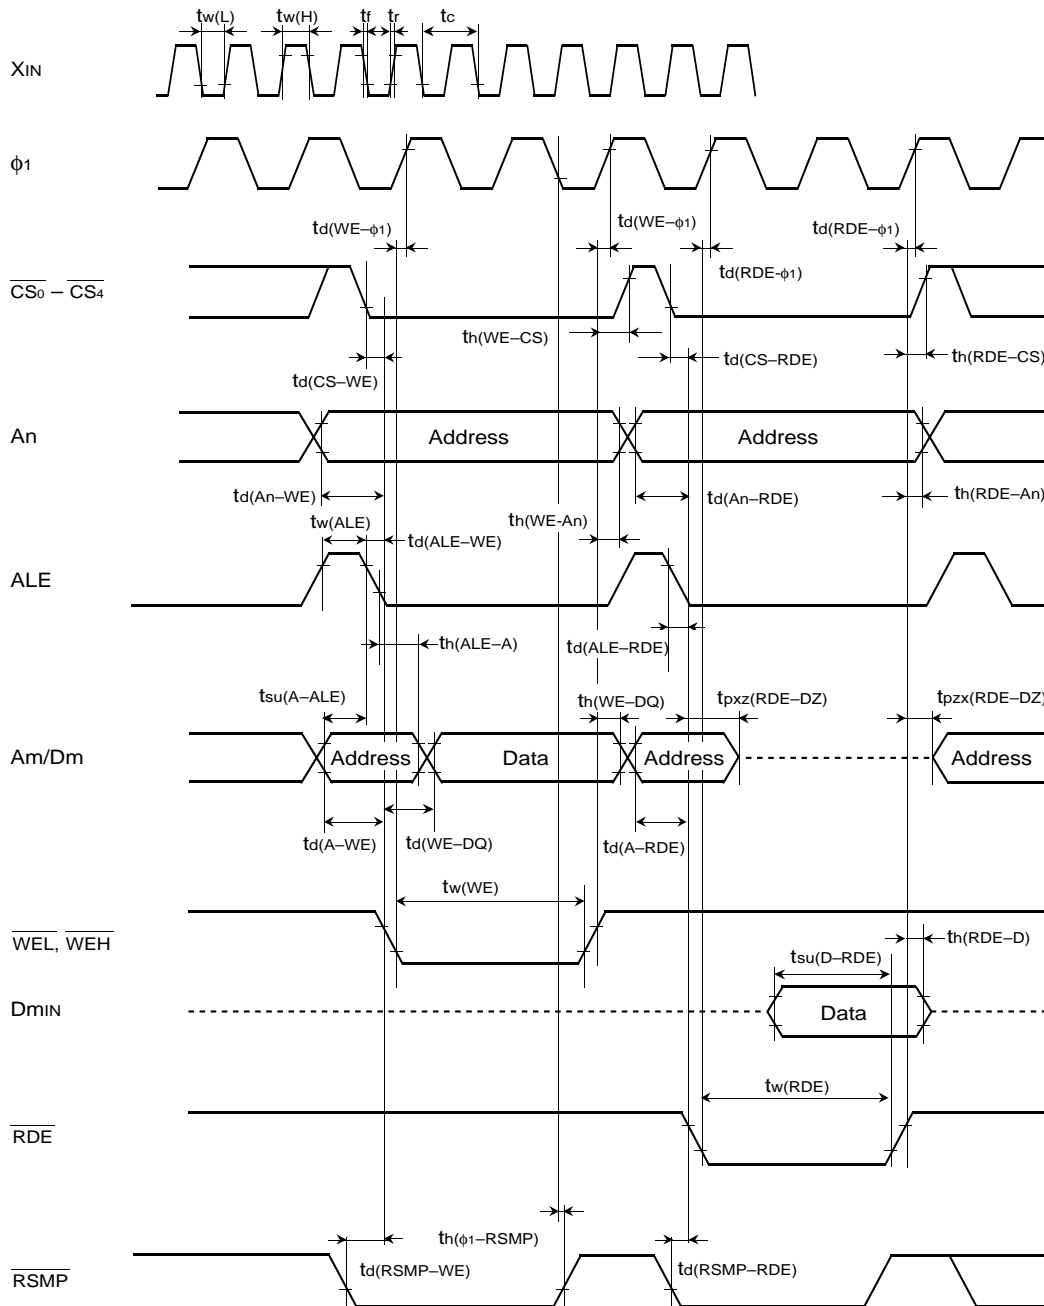 tw(L) tw(H) tf tr tc
XIN
ϕ1
td(WE–ϕ1) td(WE–ϕ1) td(RDE–ϕ1)
td(RDE-ϕ1)
CS0 – CS4
th(WE–CS) td(CS–RDE) th(RDE–CS)
td(CS–WE)
An Address Address
td(An–WE) td(An–RDE) th(RDE–An)
tw(ALE) th(WE-An)
td(ALE–WE)
ALE
th(ALE–A) td(ALE–RDE)
tsu(A–ALE) th(WE–DQ) tpxz(RDE–DZ) tpzx(RDE–DZ)
Am/Dm Address Data Address Address
td(A–WE) td(WE–DQ) td(A–RDE)
tw(WE)
WEL, WEH
th(RDE–D)
tsu(D–RDE)
DmIN Data
tw(RDE)
RDE
th(ϕ1–RSMP)
RSMP td(RSMP–WE) td(RSMP–RDE)